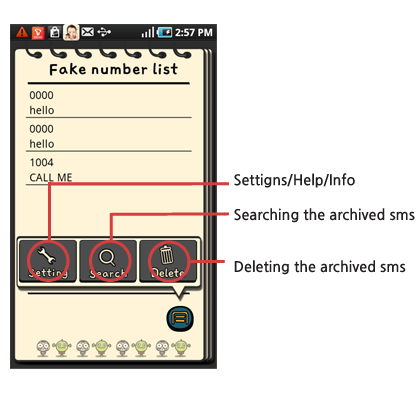 2:57 PM
Fake number list
0000
hello
0000
hello
1004
CALL ME
Settigns/Help/Info
Searching the archived sms
Setting Search Delete
Deleting the archived sms